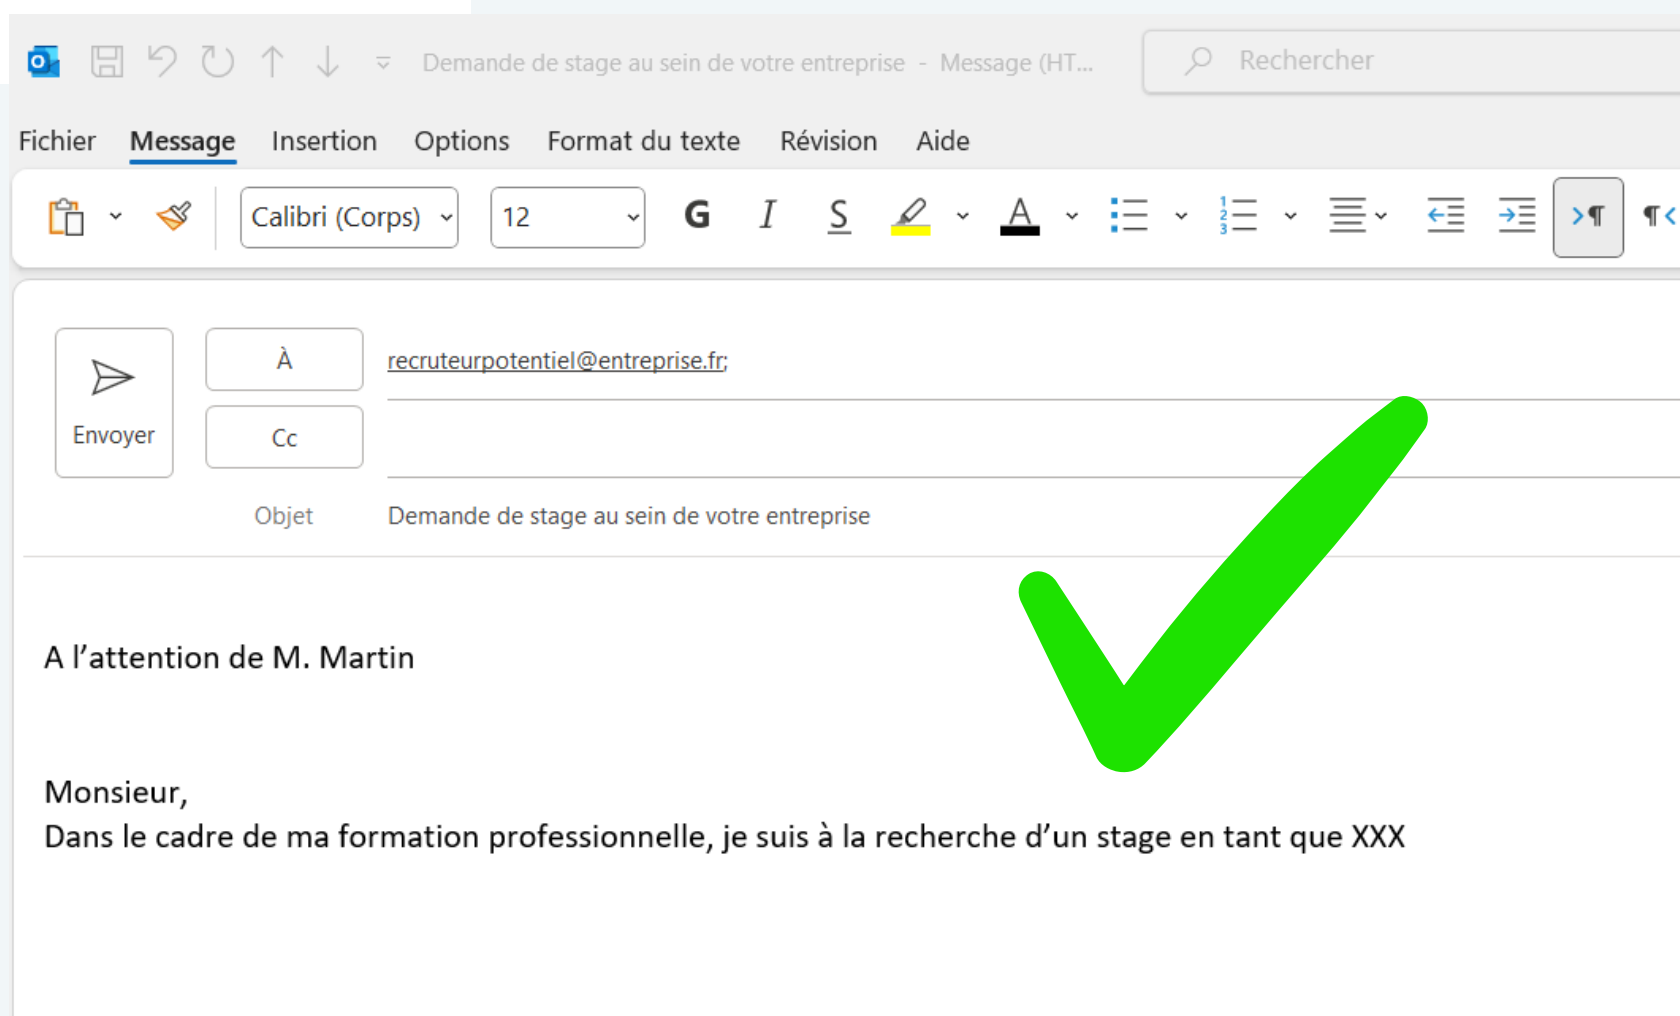 Demande de stage au sein de votre entreprise - Message (HT...
Rechercher
Fichier Message Insertion Options Format du texte Révision Aide
Calibri (Corps) 12 G I S A
À recruteurpotentiel@entreprise.fr;
Envoyer
Cc
Objet Demande de stage au sein de votre entreprise
A l’attention de M. Martin
Monsieur,
Dans le cadre de ma formation professionnelle, je suis à la recherche d’un stage en tant que XXX